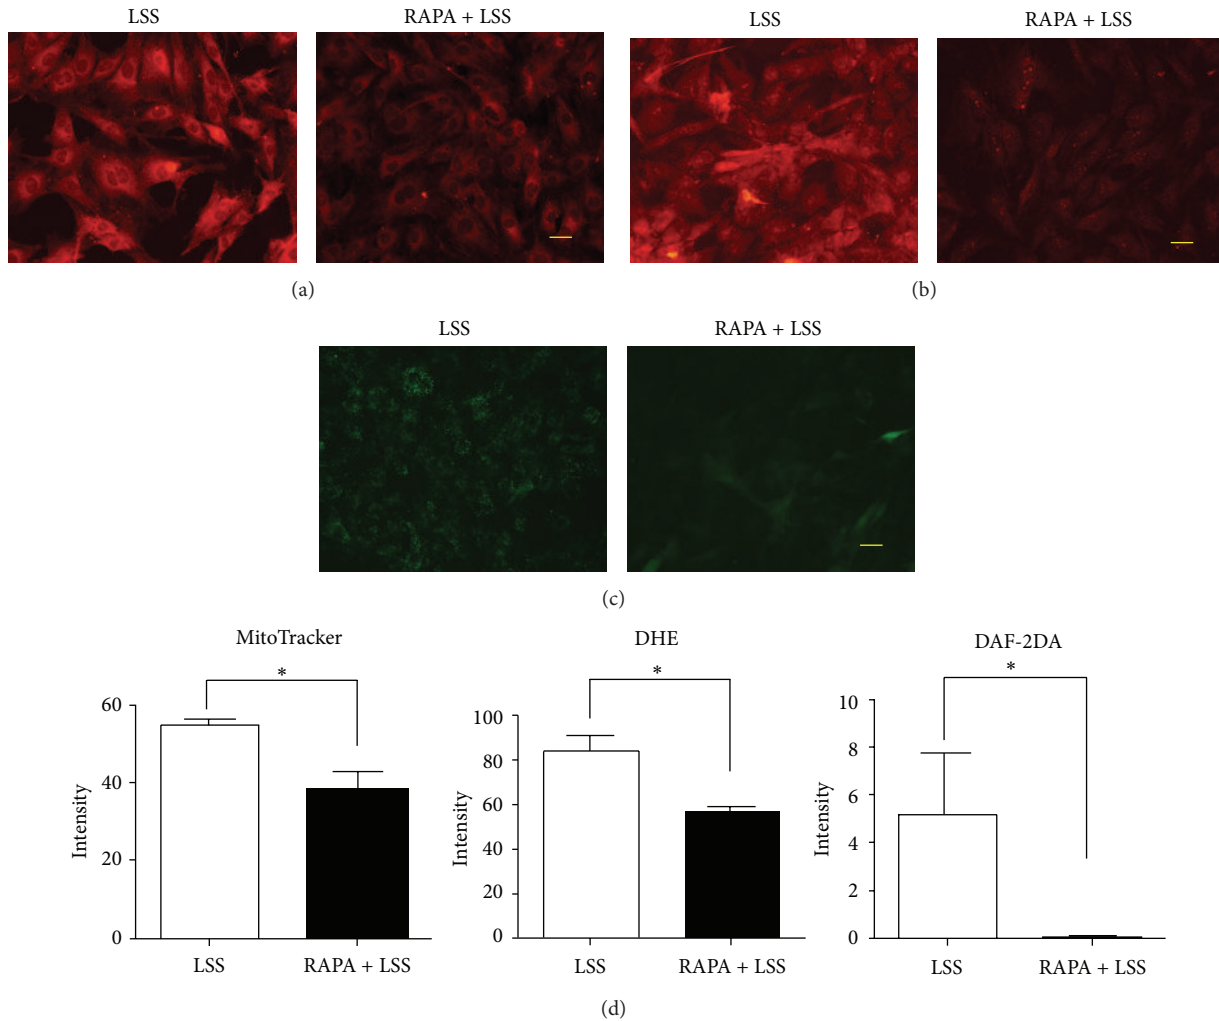 LSS
RAPA + LSS
LSS
RAPA + LSS
(a)
(b)
LSS
RAPA + LSS
(c)
MitoTracker
*
60
40
20
0
Intensity
LSS
RAPA + LSS
DHE
*
100
80
60
40
20
0
Intensity
LSS
RAPA + LSS
DAF-2DA
*
10
8
6
4
2
0
Intensity
LSS
RAPA + LSS
(d)